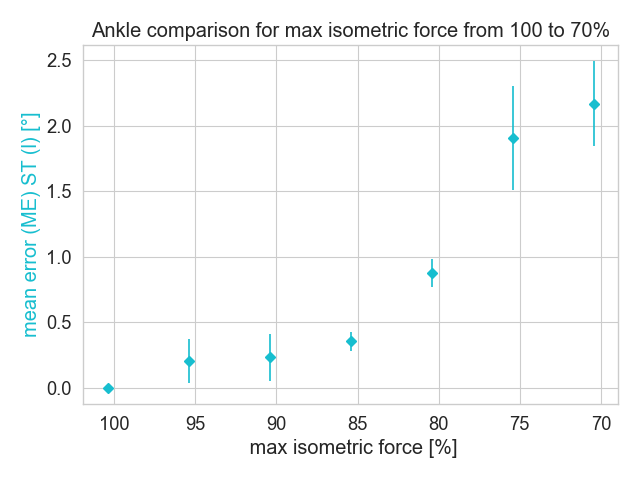 Ankle comparison for max isometric force from 100 to 70%
mean error (ME) ST (I) [°]
2.5
2.0
1.5
1.0
0.5
0.0
100 95 90 85 80 75 70
max isometric force [%]